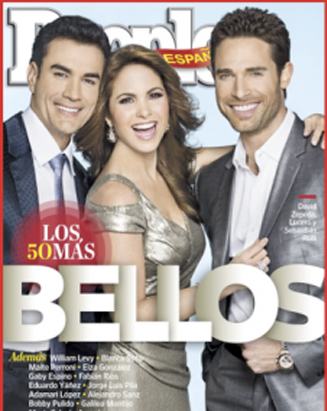 People
ESPAÑOL
David
Zepeda,
Lucero y
Sebastián
Rulli
LOS
50 MÁS
BELLOS
Además William Levy • Blanca Soto
Maite Perroni • Eiza González
Gaby Espino • Fabián Ríos
Eduardo Yáñez • Jorge Luis Pila
Adamari López • Alejandro Sanz
Bobby Pulido • Galilea Montijo